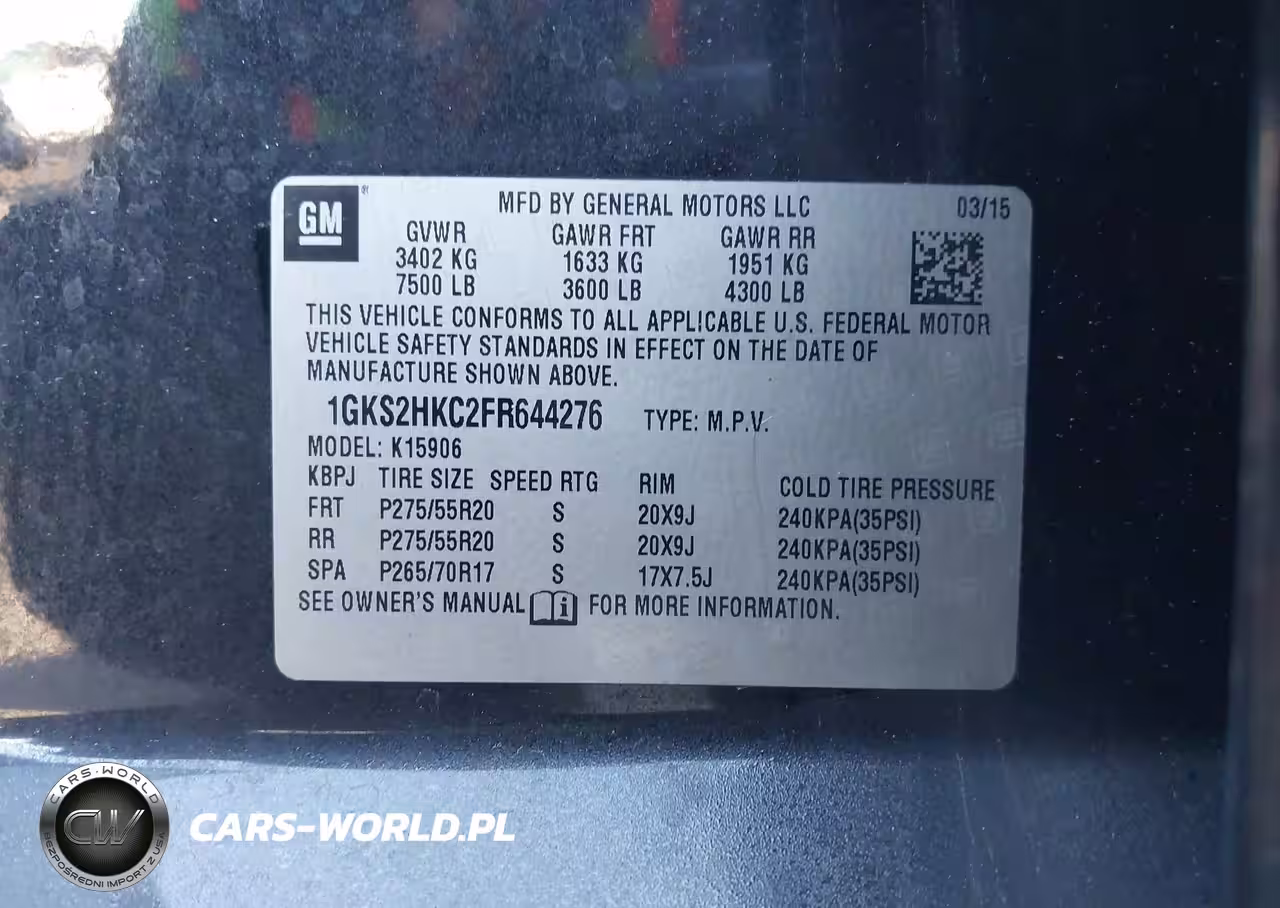 GM
®
MFD BY GENERAL MOTORS LLC 03/15
GVWR GAWR FRT GAWR RR
3402 KG 1633 KG 1951 KG
7500 LB 3600 LB 4300 LB
THIS VEHICLE CONFORMS TO ALL APPLICABLE U.S. FEDERAL MOTOR
VEHICLE SAFETY STANDARDS IN EFFECT ON THE DATE OF
MANUFACTURE SHOWN ABOVE.
1GKS2HKC2FR644276 TYPE: M.P.V.
MODEL: K15906
KBPJ TIRE SIZE SPEED RTG RIM COLD TIRE PRESSURE
FRT P275/55R20 S 20X9J 240KPA(35PSI)
RR P275/55R20 S 20X9J 240KPA(35PSI)
SPA P265/70R17 S 17X7.5J 240KPA(35PSI)
SEE OWNER'S MANUAL i FOR MORE INFORMATION.
CARS-WORLD
CW
BEZPOŚREDNI IMPORT Z USA
CARS-WORLD.PL